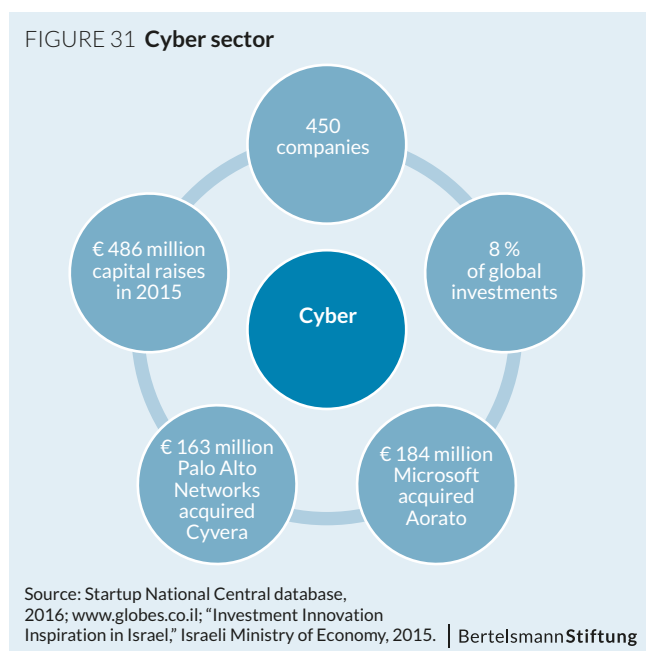 FIGURE 31 Cyber sector
450
companies
8 %
of global
investments
€ 184 million
Microsoft
acquired
Aorato
€ 163 million
Palo Alto
Networks
acquired
Cyvera
€ 486 million
capital raises
in 2015
Cyber
Source: Startup National Central database,
2016; www.globes.co.il; “Investment Innovation
Inspiration in Israel,” Israeli Ministry of Economy, 2015.
BertelsmannStiftung